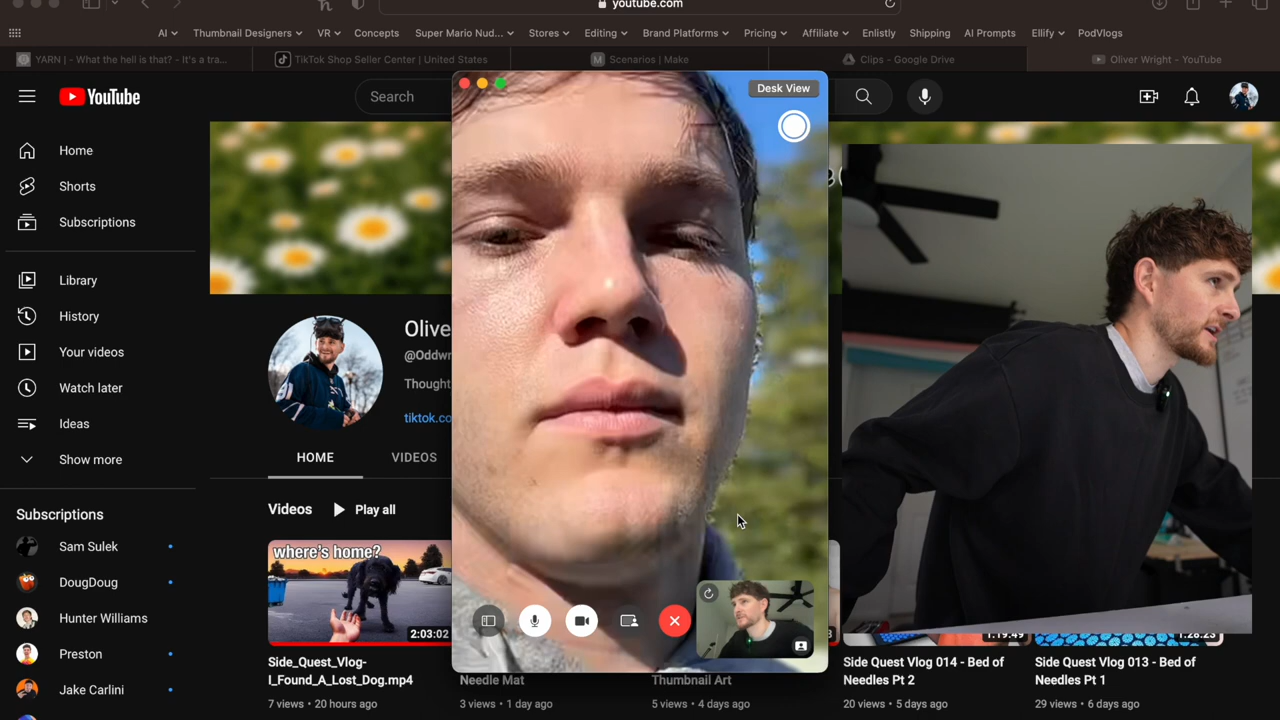 youtube.com
AI
Thumbnail Designers
VR
Concepts
Super Mario Nud...
Stores
Editing
Brand Platforms
Pricing
Affiliate
Enlistly
Shipping
AI Prompts
Ellify
PodVlogs
YARN | - What the hell is that? - It's a tra...
TikTok Shop Seller Center | United States
Scenarios | Make
Clips - Google Drive
Oliver Wright - YouTube
YouTube
Search
Desk View
Home
Shorts
Subscriptions
Library
History
Your videos
Watch later
Ideas
Show more
Subscriptions
Sam Sulek
DougDoug
Hunter Williams
Preston
Jake Carlini
Olive
@Oddwr
Thought
tiktok.co
HOME
VIDEOS
Videos
Play all
where's home?
2:03:02
1:19:49
1:28:23
Side_Quest_Vlog-
I_Found_A_Lost_Dog.mp4
7 views • 20 hours ago
Needle Mat
3 views • 1 day ago
Thumbnail Art
5 views • 4 days ago
Side Quest Vlog 014 - Bed of
Needles Pt 2
20 views • 5 days ago
Side Quest Vlog 013 - Bed of
Needles Pt 1
29 views • 6 days ago